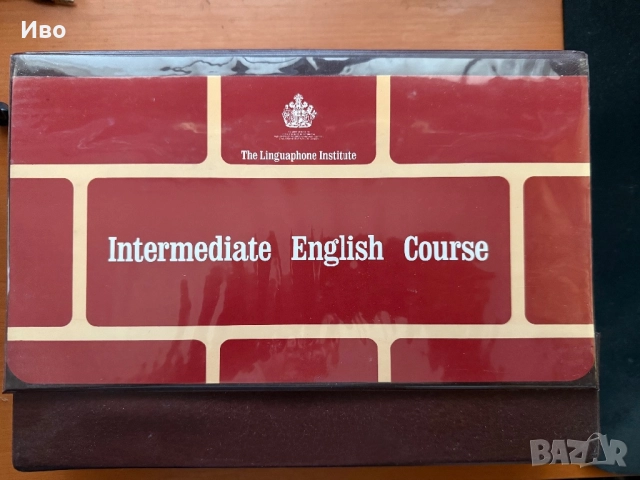 Иво
The Linguaphone Institute
Intermediate English Course
BAZAR